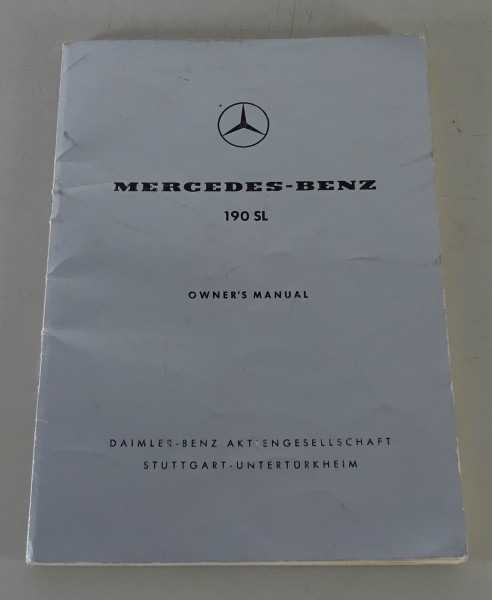 MERCEDES-BENZ
190 SL
OWNER'S MANUAL
DAIMLER-BENZ AKTIENGESELLSCHAFT
STUTTGART-UNTERTÜRKHEIM